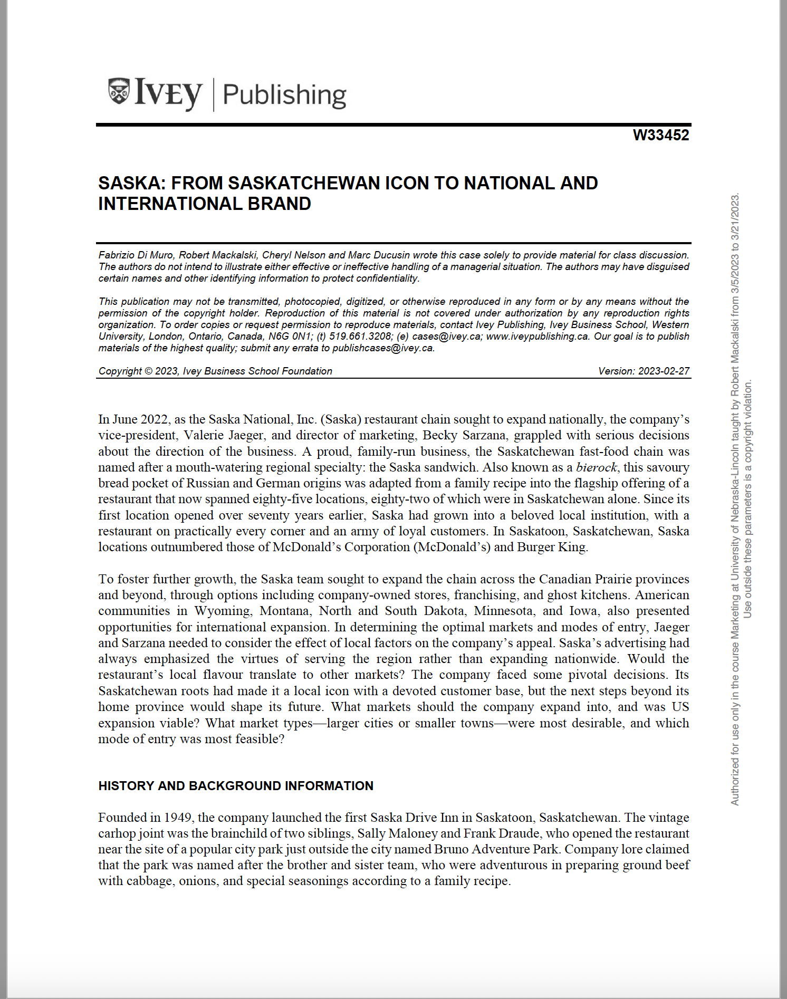 IVEY | Publishing
W33452
SASKA: FROM SASKATCHEWAN ICON TO NATIONAL AND
INTERNATIONAL BRAND
Fabrizio Di Muro, Robert Mackalski, Cheryl Nelson and Marc Ducusin wrote this case solely to provide material for class discussion.
The authors do not intend to illustrate either effective or ineffective handling of a managerial situation. The authors may have disguised
certain names and other identifying information to protect confidentiality.
This publication may not be transmitted, photocopied, digitized, or otherwise reproduced in any form or by any means without the
permission of the copyright holder. Reproduction of this material is not covered under authorization by any reproduction rights
organization. To order copies or request permission to reproduce materials, contact Ivey Publishing, Ivey Business School, Western
University, London, Ontario, Canada, N6G 0N1; (t) 519.661.3208; (e) cases@ivey.ca; www.iveypublishing.ca. Our goal is to publish
materials of the highest quality; submit any errata to publishcases@ivey.ca.
Copyright © 2023, Ivey Business School Foundation Version: 2023-02-27
In June 2022, as the Saska National, Inc. (Saska) restaurant chain sought to expand nationally, the company’s
vice-president, Valerie Jaeger, and director of marketing, Becky Sarzana, grappled with serious decisions
about the direction of the business. A proud, family-run business, the Saskatchewan fast-food chain was
named after a mouth-watering regional specialty: the Saska sandwich. Also known as a bierock, this savoury
bread pocket of Russian and German origins was adapted from a family recipe into the flagship offering of a
restaurant that now spanned eighty-five locations, eighty-two of which were in Saskatchewan alone. Since its
first location opened over seventy years earlier, Saska had grown into a beloved local institution, with a
restaurant on practically every corner and an army of loyal customers. In Saskatoon, Saskatchewan, Saska
locations outnumbered those of McDonald’s Corporation (McDonald’s) and Burger King.
To foster further growth, the Saska team sought to expand the chain across the Canadian Prairie provinces
and beyond, through options including company-owned stores, franchising, and ghost kitchens. American
communities in Wyoming, Montana, North and South Dakota, Minnesota, and Iowa, also presented
opportunities for international expansion. In determining the optimal markets and modes of entry, Jaeger
and Sarzana needed to consider the effect of local factors on the company’s appeal. Saska’s advertising had
always emphasized the virtues of serving the region rather than expanding nationwide. Would the
restaurant’s local flavour translate to other markets? The company faced some pivotal decisions. Its
Saskatchewan roots had made it a local icon with a devoted customer base, but the next steps beyond its
home province would shape its future. What markets should the company expand into, and was US
expansion viable? What market types—larger cities or smaller towns—were most desirable, and which
mode of entry was most feasible?
HISTORY AND BACKGROUND INFORMATION
Founded in 1949, the company launched the first Saska Drive Inn in Saskatoon, Saskatchewan. The vintage
carhop joint was the brainchild of two siblings, Sally Maloney and Frank Draude, who opened the restaurant
near the site of a popular city park just outside the city named Bruno Adventure Park. Company lore claimed
that the park was named after the brother and sister team, who were adventurous in preparing ground beef
with cabbage, onions, and special seasonings according to a family recipe.
Authorized for use only in the course Marketing at University of Nebraska-Lincoln taught by Robert Mackalski from 3/5/2023 to 3/21/2023.
Use outside these parameters is a copyright violation.